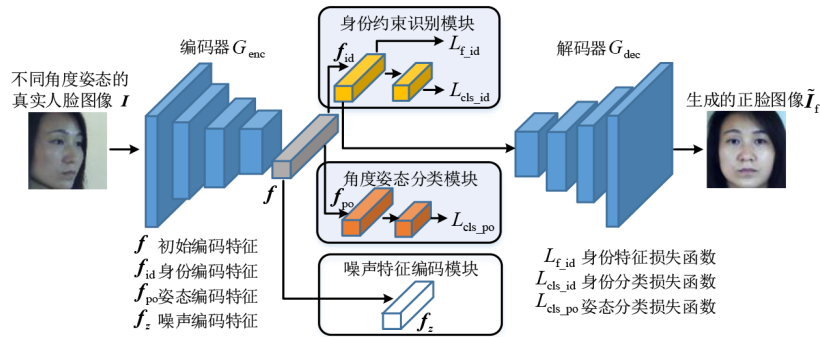 身份约束识别模块
编码器 G_enc
解码器 G_dec
f_id
L_f_id
L_cls_id
不同角度姿态的
真实人脸图像 I
生成的正脸图像 Ĩ_f
f
角度姿态分类模块
f_po
L_cls_po
噪声特征编码模块
f_z
f 初始编码特征
f_id 身份编码特征
f_po 姿态编码特征
f_z 噪声编码特征
L_f_id 身份特征损失函数
L_cls_id 身份分类损失函数
L_cls_po 姿态分类损失函数